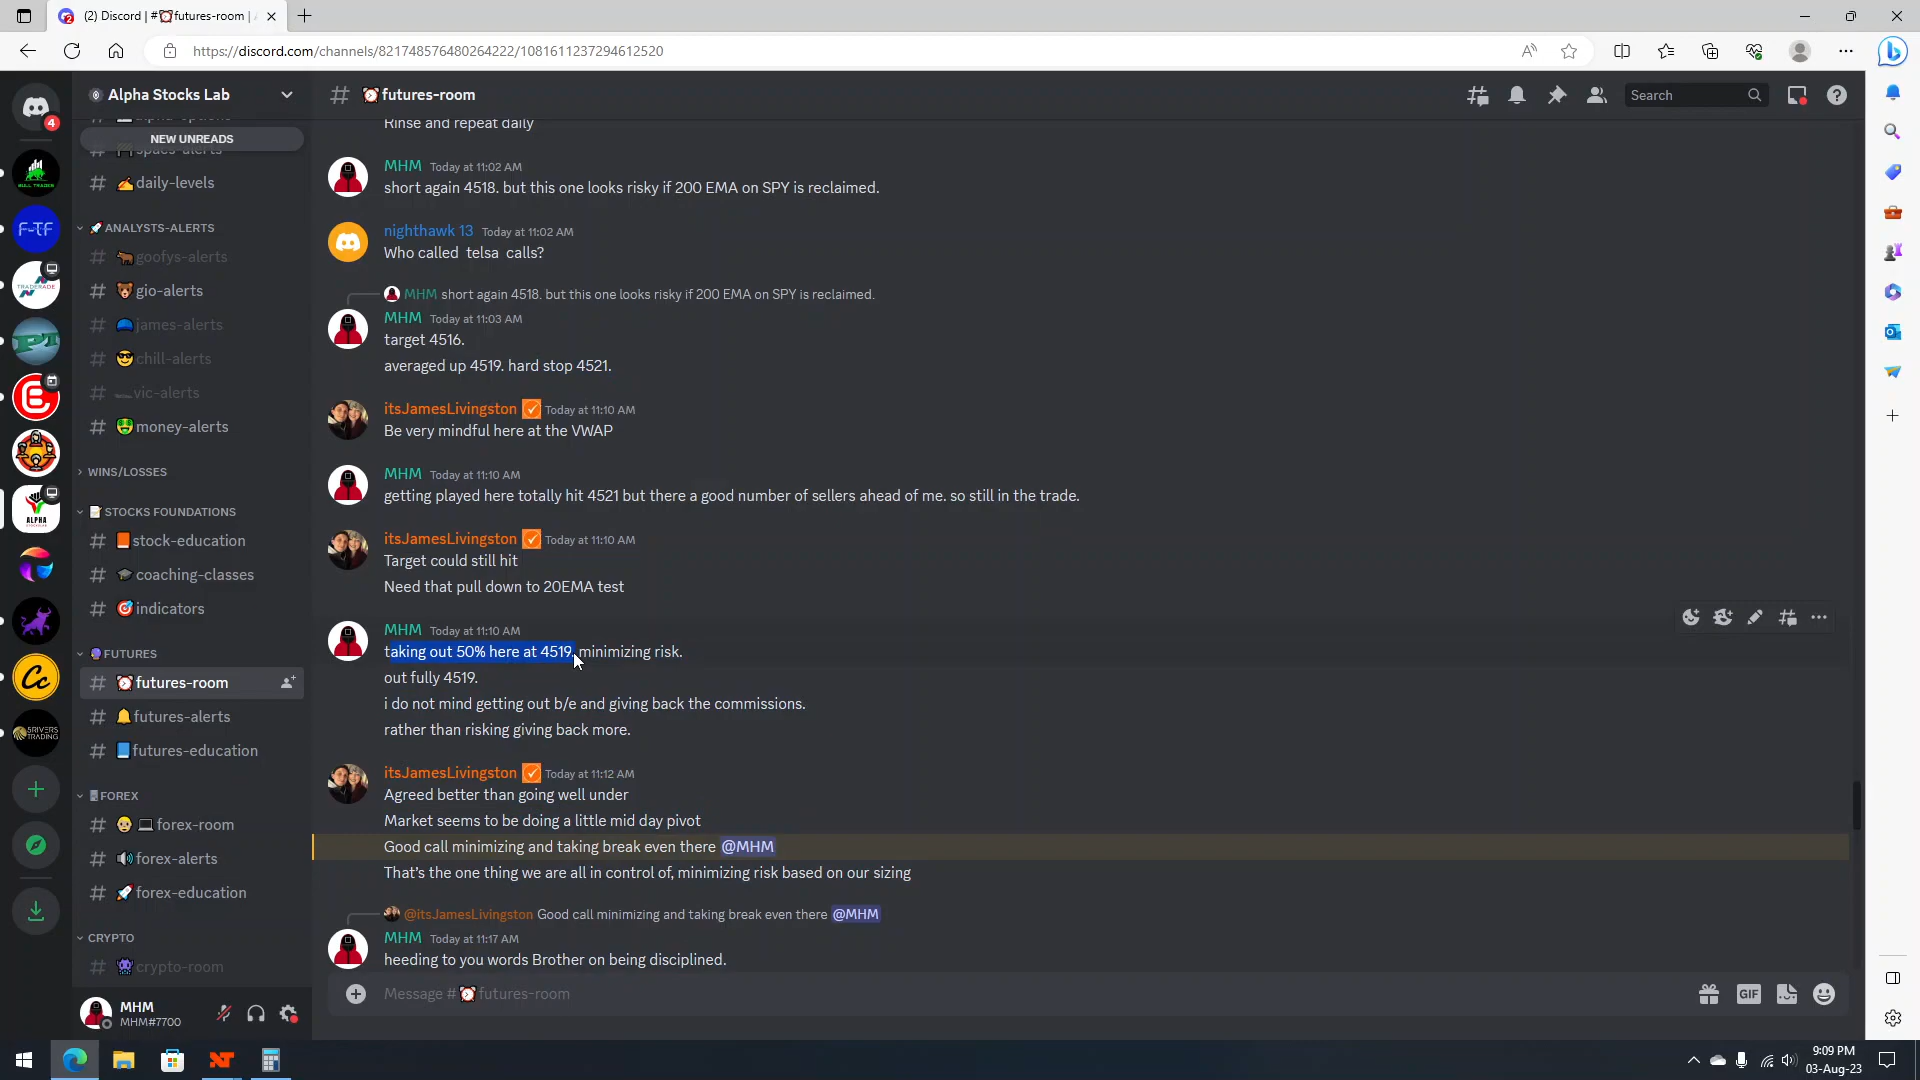 (2) Discord | #⏰futures-room |
https://discord.com/channels/821748576480264222/1081611237294612520
Alpha Stocks Lab
NEW UNREADS
daily-levels
ANALYSTS-ALERTS
goofys-alerts
gio-alerts
james-alerts
chill-alerts
vic-alerts
money-alerts
WINS/LOSSES
STOCKS FOUNDATIONS
stock-education
coaching-classes
indicators
FUTURES
futures-room
futures-alerts
futures-education
FOREX
forex-room
forex-alerts
forex-education
CRYPTO
crypto-room
MHM
MHM#7700
4
F-TF
TRADERADE
ALPHA
5RIVERS
TRADING
# ⏰futures-room
Search
Rinse and repeat daily
MHM Today at 11:02 AM
short again 4518. but this one looks risky if 200 EMA on SPY is reclaimed.
nighthawk 13 Today at 11:02 AM
Who called telsa calls?
MHM short again 4518. but this one looks risky if 200 EMA on SPY is reclaimed.
MHM Today at 11:03 AM
target 4516.
averaged up 4519. hard stop 4521.
itsJamesLivingston Today at 11:10 AM
Be very mindful here at the VWAP
MHM Today at 11:10 AM
getting played here totally hit 4521 but there a good number of sellers ahead of me. so still in the trade.
itsJamesLivingston Today at 11:10 AM
Target could still hit
Need that pull down to 20EMA test
MHM Today at 11:10 AM
taking out 50% here at 4519. minimizing risk.
out fully 4519.
i do not mind getting out b/e and giving back the commissions.
rather than risking giving back more.
itsJamesLivingston Today at 11:12 AM
Agreed better than going well under
Market seems to be doing a little mid day pivot
Good call minimizing and taking break even there @MHM
That's the one thing we are all in control of, minimizing risk based on our sizing
@itsJamesLivingston Good call minimizing and taking break even there @MHM
MHM Today at 11:17 AM
heeding to you words Brother on being disciplined.
Message #⏰futures-room
GIF
9:09 PM
03-Aug-23